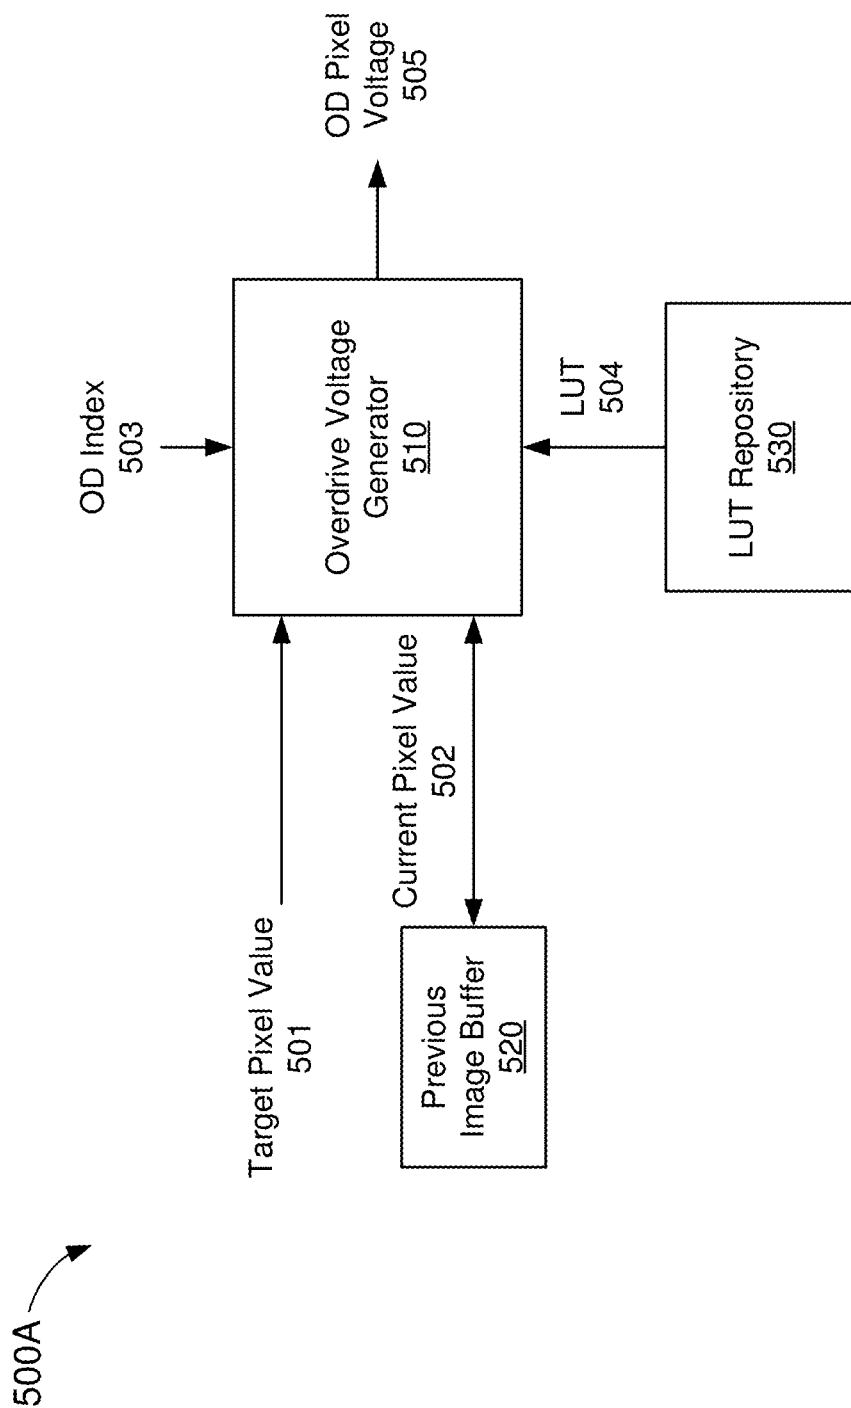 500A
OD Index
503
Target Pixel Value
501
Overdrive Voltage
Generator
510
OD Pixel
Voltage
505
Current Pixel Value
502
Previous
Image Buffer
520
LUT
504
LUT Repository
530